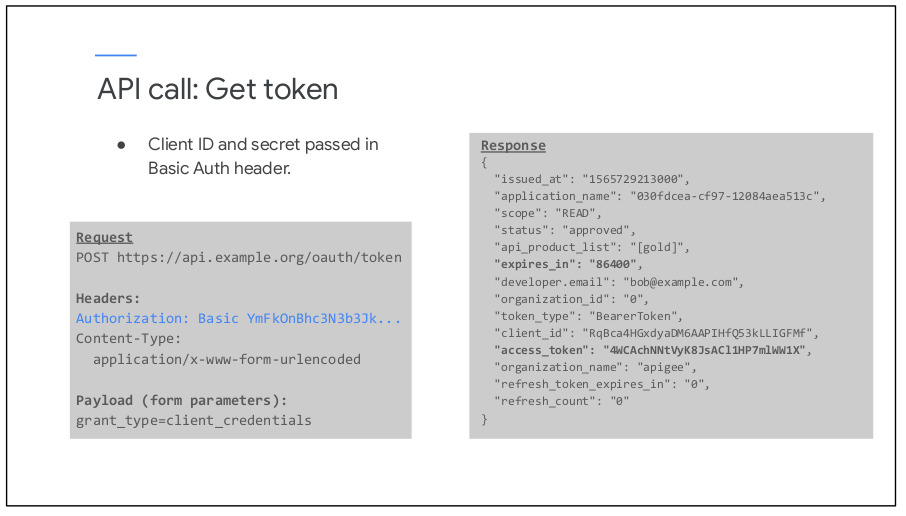 API call: Get token
● Client ID and secret passed in
Basic Auth header.
Request
POST https://api.example.org/oauth/token
Headers:
Authorization: Basic YmFkOnBhc3N3b3Jk...
Content-Type:
application/x-www-form-urlencoded
Payload (form parameters):
grant_type=client_credentials
Response
{
"issued_at": "1565729213000",
"application_name": "030fdcea-cf97-12084aea513c",
"scope": "READ",
"status": "approved",
"api_product_list": "[gold]",
"expires_in": "86400",
"developer.email": "bob@example.com",
"organization_id": "0",
"token_type": "BearerToken",
"client_id": "RqBca4HGxdyaDM6AAPIHfQ53kLLIGFMf",
"access_token": "4WCAchNNtVyK8JsACl1HP7mlWW1X",
"organization_name": "apigee",
"refresh_token_expires_in": "0",
"refresh_count": "0"
}